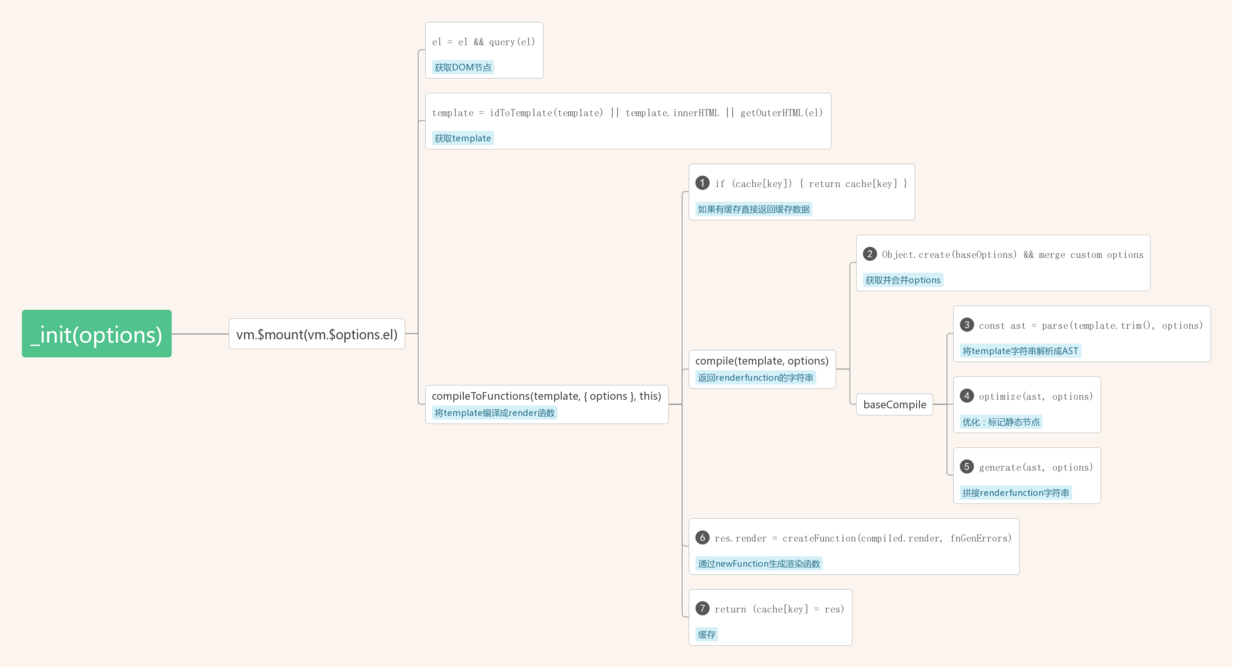 _init(options)
vm.$mount(vm.$options.el)
el = el && query(el)
获取DOM节点
template = idToTemplate(template) || template.innerHTML || getOuterHTML(el)
获取template
compileToFunctions(template, { options }, this)
将template编译成render函数
1 if (cache[key]) { return cache[key] }
如果有缓存直接返回缓存数据
compile(template, options)
返回renderfunction的字符串
2 Object.create(baseOptions) && merge custom options
获取并合并options
baseCompile
3 const ast = parse(template.trim(), options)
将template字符串解析成AST
4 optimize(ast, options)
优化：标记静态节点
5 generate(ast, options)
拼接renderfunction字符串
6 res.render = createFunction(compiled.render, fnGenErrors)
通过newFunction生成渲染函数
7 return (cache[key] = res)
缓存